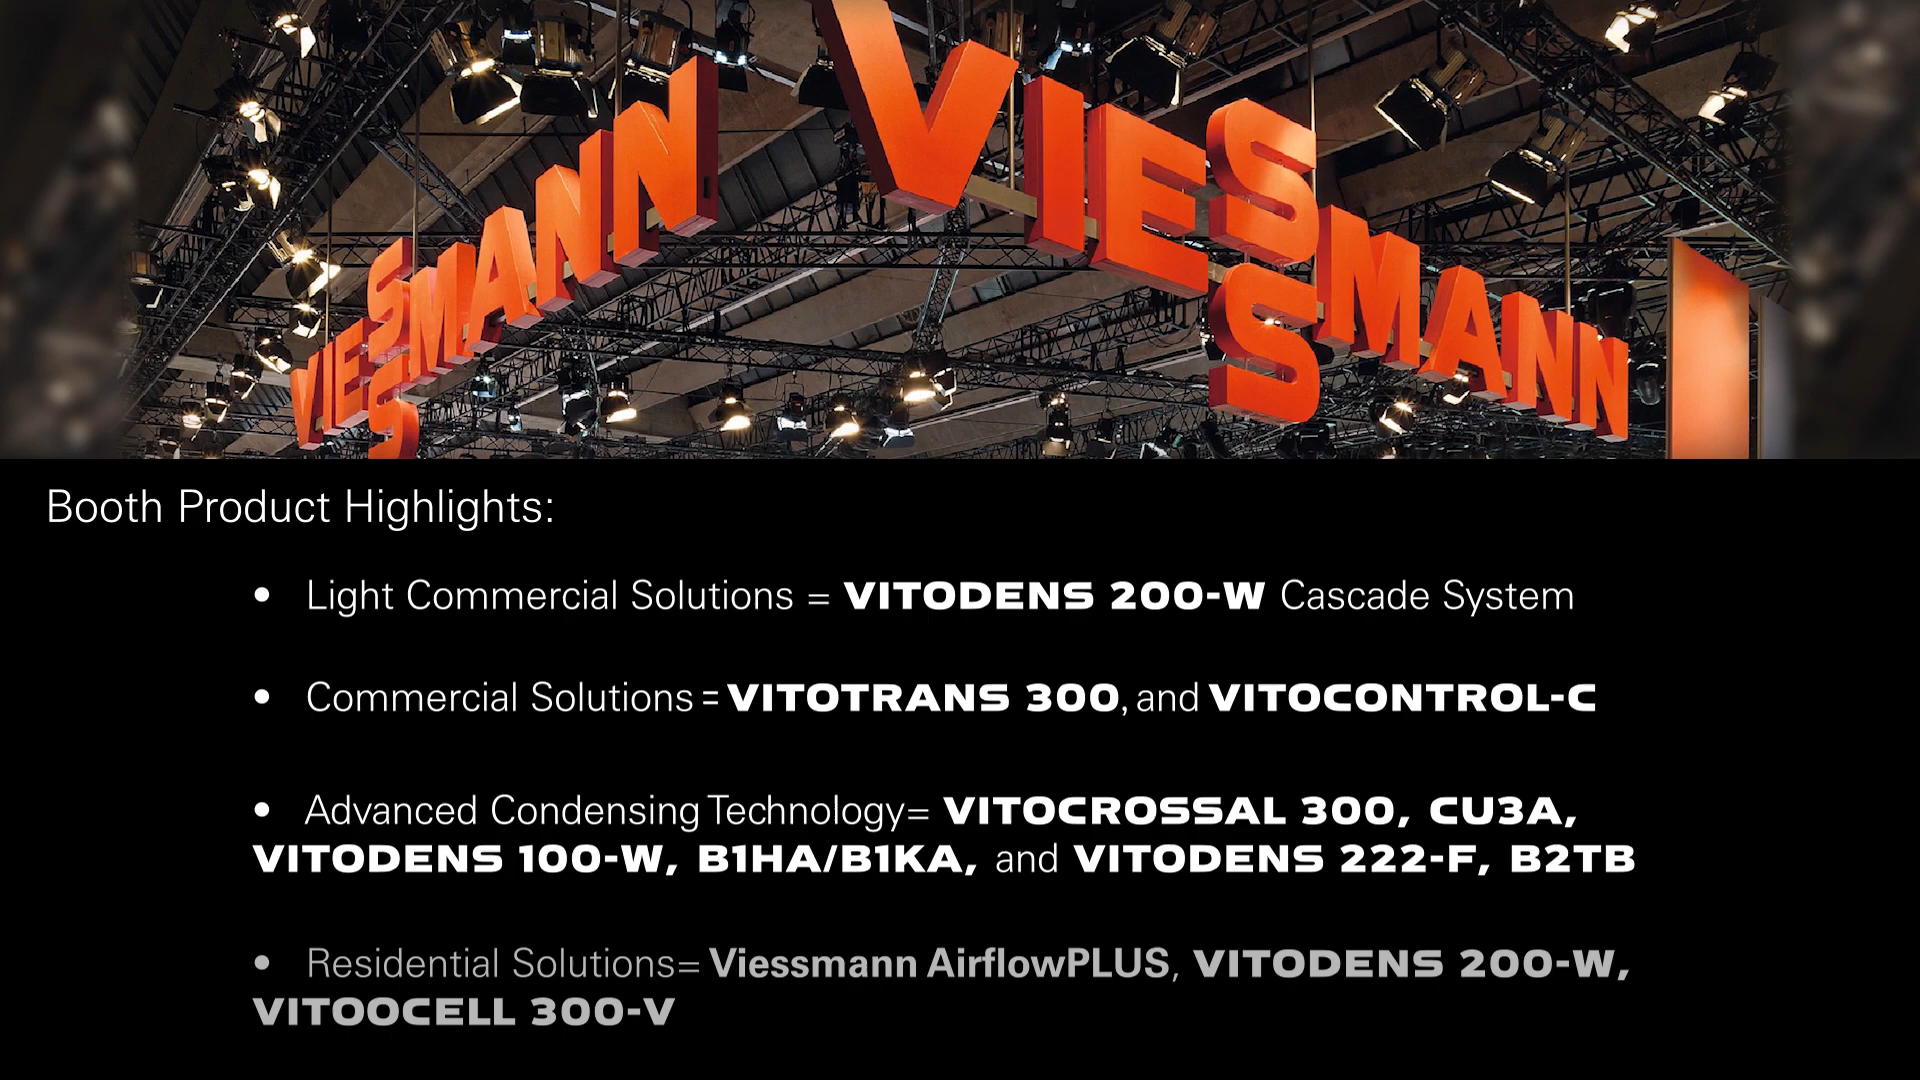 VIESSMANN VIESSMANN
Booth Product Highlights:
• Light Commercial Solutions = VITODENS 200-W Cascade System
• Commercial Solutions = VITOTRANS 300, and VITOCONTROL-C
• Advanced Condensing Technology= VITOCROSSAL 300, CU3A,
VITODENS 100-W, B1HA/B1KA, and VITODENS 222-F, B2TB
• Residential Solutions= Viessmann AirflowPLUS, VITODENS 200-W,
VITOOCELL 300-V